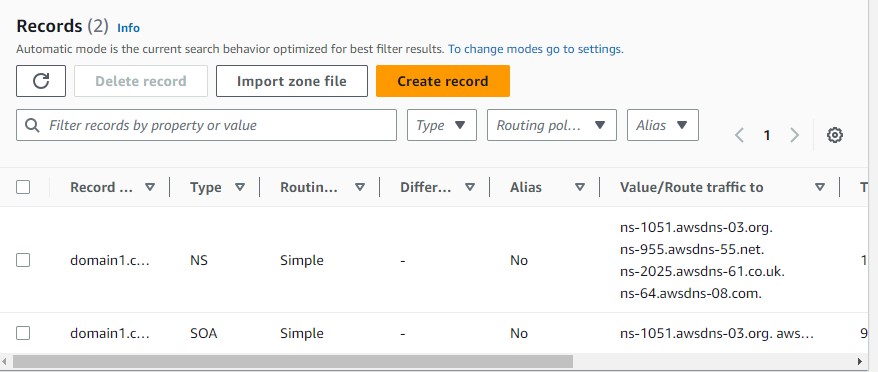 Records (2) Info
Automatic mode is the current search behavior optimized for best filter results. To change modes go to settings.
Delete record Import zone file Create record
Filter records by property or value Type Routing pol... Alias 1
Record ... Type Routin... Differ... Alias Value/Route traffic to T
ns-1051.awsdns-03.org.
ns-955.awsdns-55.net.
domain1.c... NS Simple - No ns-2025.awsdns-61.co.uk. 1
ns-64.awsdns-08.com.
domain1.c... SOA Simple - No ns-1051.awsdns-03.org. aws... 9